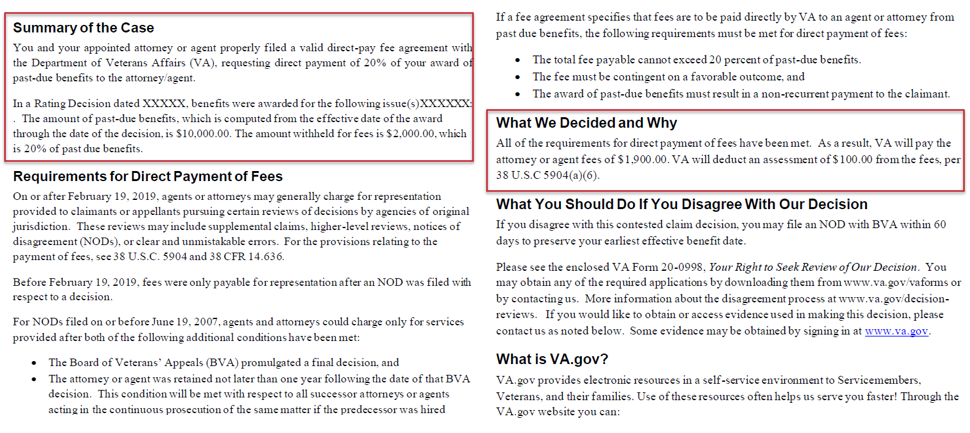 Summary of the Case
You and your appointed attorney or agent properly filed a valid direct-pay fee agreement with
the Department of Veterans Affairs (VA), requesting direct payment of 20% of your award of
past-due benefits to the attorney/agent.
In a Rating Decision dated XXXXX, benefits were awarded for the following issue(s)XXXXXX:
. The amount of past-due benefits, which is computed from the effective date of the award
through the date of the decision, is $10,000.00. The amount withheld for fees is $2,000.00, which
is 20% of past due benefits.
Requirements for Direct Payment of Fees
On or after February 19, 2019, agents or attorneys may generally charge for representation
provided to claimants or appellants pursuing certain reviews of decisions by agencies of original
jurisdiction. These reviews may include supplemental claims, higher-level reviews, notices of
disagreement (NODs), or clear and unmistakable errors. For the provisions relating to the
payment of fees, see 38 U.S.C. 5904 and 38 CFR 14.636.
Before February 19, 2019, fees were only payable for representation after an NOD was filed with
respect to a decision.
For NODs filed on or before June 19, 2007, agents and attorneys could charge only for services
provided after both of the following additional conditions have been met:
• The Board of Veterans' Appeals (BVA) promulgated a final decision, and
• The attorney or agent was retained not later than one year following the date of that BVA
decision. This condition will be met with respect to all successor attorneys or agents
acting in the continuous prosecution of the same matter if the predecessor was hired
If a fee agreement specifies that fees are to be paid directly by VA to an agent or attorney from
past due benefits, the following requirements must be met for direct payment of fees:
• The total fee payable cannot exceed 20 percent of past-due benefits.
• The fee must be contingent on a favorable outcome, and
• The award of past-due benefits must result in a non-recurrent payment to the claimant.
What We Decided and Why
All of the requirements for direct payment of fees have been met. As a result, VA will pay the
attorney or agent fees of $1,900.00. VA will deduct an assessment of $100.00 from the fees, per
38 U.S.C 5904(a)(6).
What You Should Do If You Disagree With Our Decision
If you disagree with this contested claim decision, you may file an NOD with BVA within 60
days to preserve your earliest effective benefit date.
Please see the enclosed VA Form 20-0998, Your Right to Seek Review of Our Decision. You
may obtain any of the required applications by downloading them from www.va.gov/vaforms or
by contacting us. More information about the disagreement process at www.va.gov/decision-
reviews. If you would like to obtain or access evidence used in making this decision, please
contact us as noted below. Some evidence may be obtained by signing in at www.va.gov.
What is VA.gov?
VA.gov provides electronic resources in a self-service environment to Servicemembers,
Veterans, and their families. Use of these resources often helps us serve you faster! Through the
VA.gov website you can: